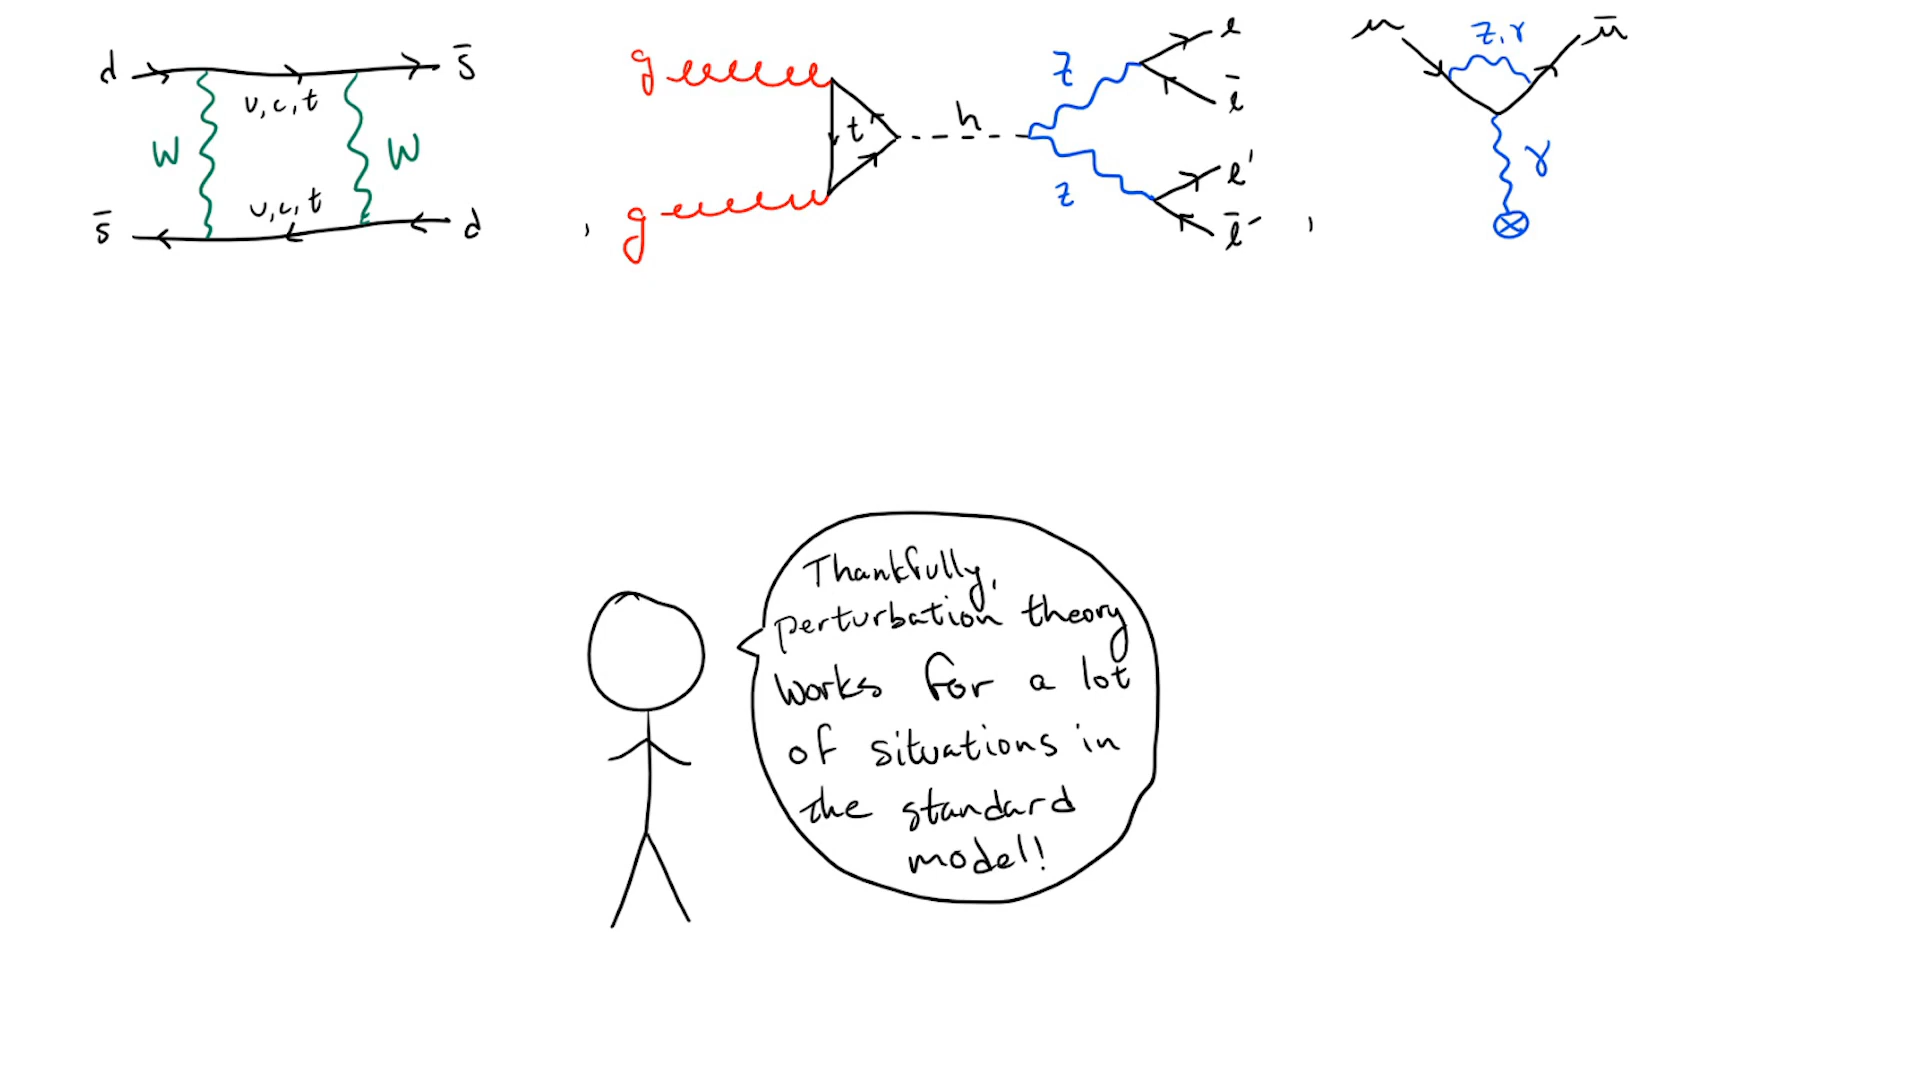 d s̄
u, c, t
W W
u, c, t
s̄ d ,
g
t
g
h
Z
Z
ℓ
ℓ̄
ℓ'
ℓ̄' ,
μ μ̄
Z, γ
γ
Thankfully,
perturbation theory
works for a lot
of situations in
the standard
model!